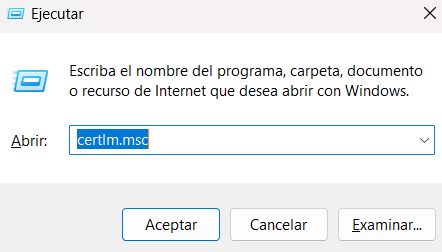 Ejecutar
Escriba el nombre del programa, carpeta, documento
o recurso de Internet que desea abrir con Windows.
Abrir: certlm.msc
Aceptar Cancelar Examinar...